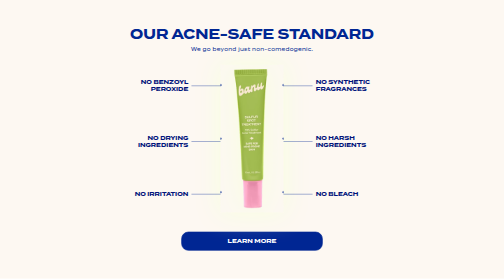 OUR ACNE-SAFE STANDARD
We go beyond just non-comedogenic.
NO BENZOYL
PEROXIDE
NO SYNTHETIC
FRAGRANCES
banu
NO DRYING
INGREDIENTS
NO HARSH
INGREDIENTS
NO IRRITATION
NO BLEACH
LEARN MORE